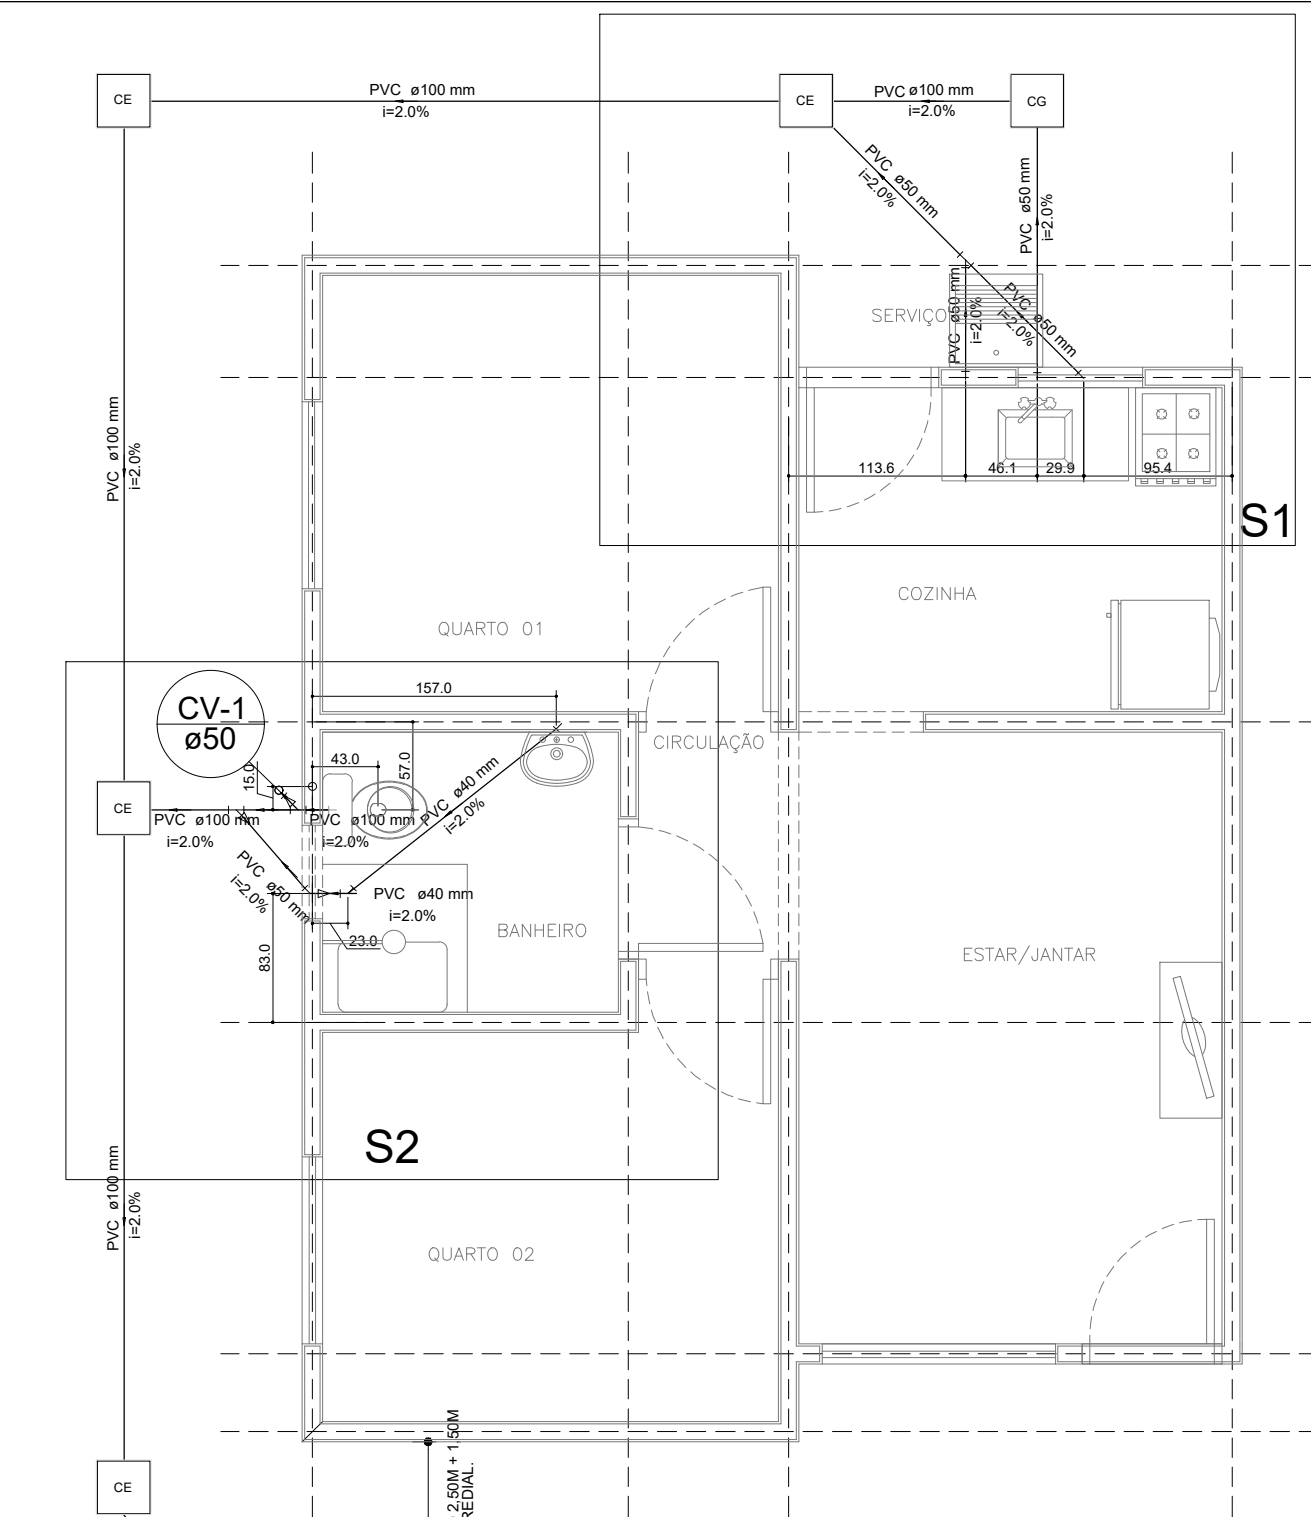 CE
PVC ø100 mm
i=2.0%
CE
PVC ø100 mm
i=2.0%
CG
PVC ø50 mm
i=2.0%
PVC ø50 mm
i=2.0%
SERVIÇO
PVC ø50 mm
i=2.0%
PVC ø50 mm
i=2.0%
PVC ø100 mm
i=2.0%
113.6
46.1
29.9
95.4
S1
COZINHA
QUARTO 01
157.0
CV-1
ø50
CIRCULAÇÃO
43.0
57.0
15.0
PVC ø40 mm
i=2.0%
CE
PVC ø100 mm
i=2.0%
PVC ø100 mm
i=2.0%
PVC ø50 mm
i=2.0%
PVC ø40 mm
i=2.0%
BANHEIRO
23.0
83.0
ESTAR/JANTAR
S2
PVC ø100 mm
i=2.0%
QUARTO 02
2,50M + 1,50M
REDIAL.
CE